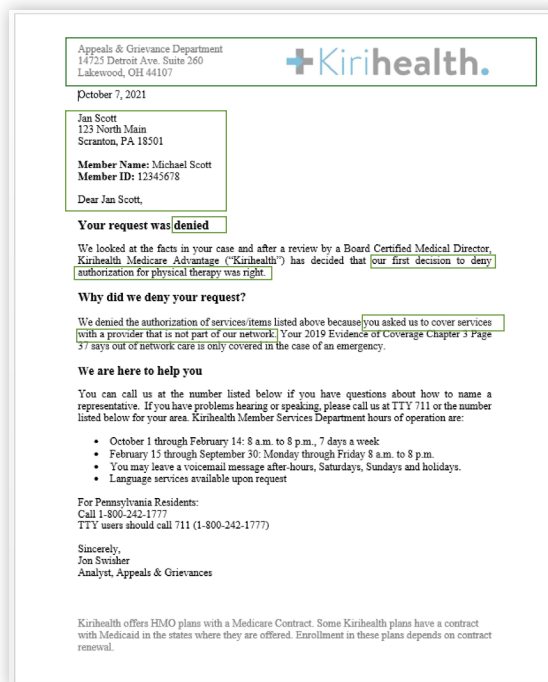 Appeals & Grievance Department
14725 Detroit Ave. Suite 260
Lakewood, OH 44107
Kirihealth.
October 7, 2021
Jan Scott
123 North Main
Scranton, PA 18501
Member Name: Michael Scott
Member ID: 12345678
Dear Jan Scott,
Your request was denied
We looked at the facts in your case and after a review by a Board Certified Medical Director,
Kirihealth Medicare Advantage (“Kirihealth”) has decided that our first decision to deny
authorization for physical therapy was right.
Why did we deny your request?
We denied the authorization of services/items listed above because you asked us to cover services
with a provider that is not part of our network. Your 2019 Evidence of Coverage Chapter 3 Page
37 says out of network care is only covered in the case of an emergency.
We are here to help you
You can call us at the number listed below if you have questions about how to name a
representative. If you have problems hearing or speaking, please call us at TTY 711 or the number
listed below for your area. Kirihealth Member Services Department hours of operation are:
• October 1 through February 14: 8 a.m. to 8 p.m., 7 days a week
• February 15 through September 30: Monday through Friday 8 a.m. to 8 p.m.
• You may leave a voicemail message after-hours, Saturdays, Sundays and holidays.
• Language services available upon request
For Pennsylvania Residents:
Call 1-800-242-1777
TTY users should call 711 (1-800-242-1777)
Sincerely,
Jon Swisher
Analyst, Appeals & Grievances
Kirihealth offers HMO plans with a Medicare Contract. Some Kirihealth plans have a contract
with Medicaid in the states where they are offered. Enrollment in these plans depends on contract
renewal.